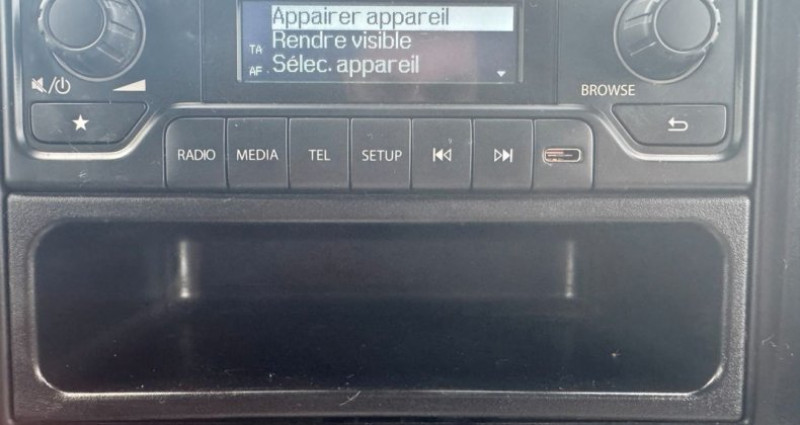 Appairer appareil
Rendre visible
TA
Sélec. appareil
AF
BROWSE
RADIO MEDIA TEL SETUP